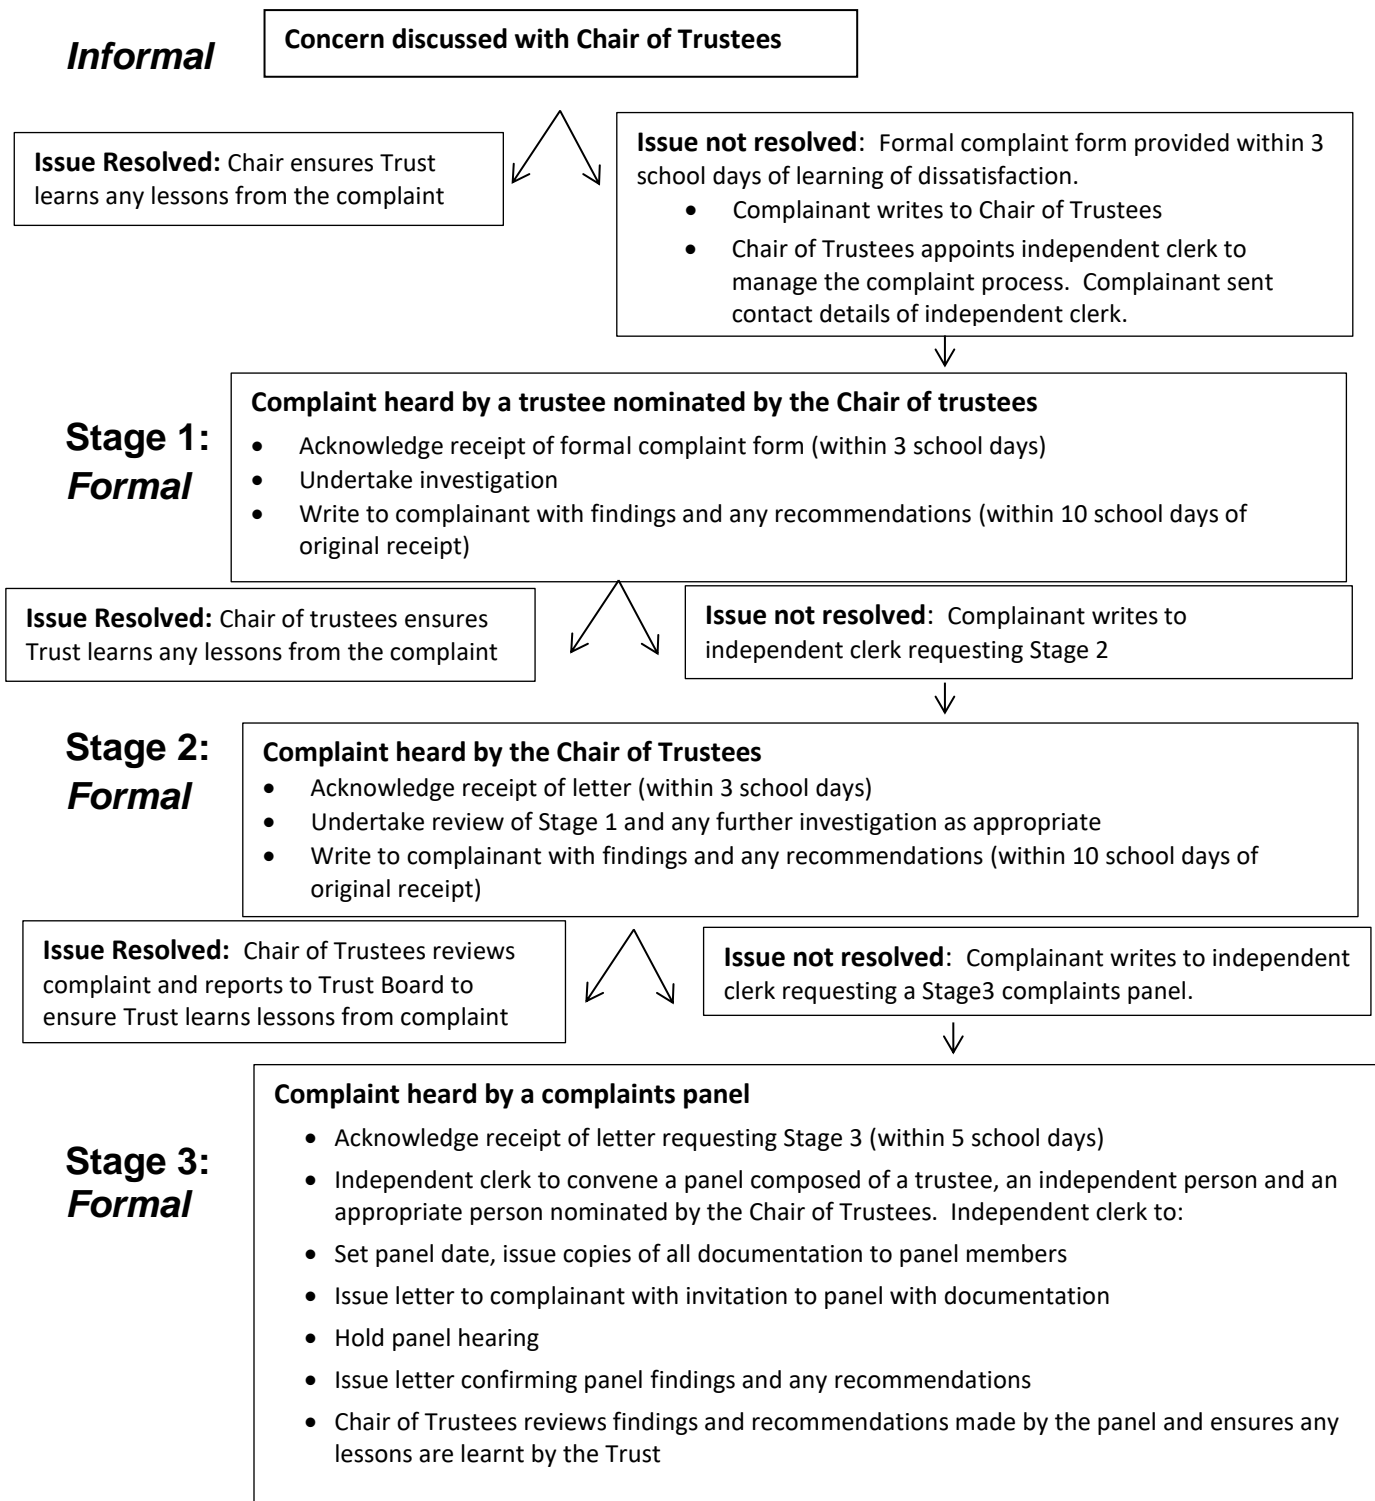 Informal
Concern discussed with Chair of Trustees
Issue Resolved: Chair ensures Trust
learns any lessons from the complaint
Issue not resolved:  Formal complaint form provided within 3
school days of learning of dissatisfaction.
• Complainant writes to Chair of Trustees
• Chair of Trustees appoints independent clerk to
manage the complaint process.  Complainant sent
contact details of independent clerk.
Stage 1:
Formal
Complaint heard by a trustee nominated by the Chair of trustees
• Acknowledge receipt of formal complaint form (within 3 school days)
• Undertake investigation
• Write to complainant with findings and any recommendations (within 10 school days of
original receipt)
Issue Resolved: Chair of trustees ensures
Trust learns any lessons from the complaint
Issue not resolved:  Complainant writes to
independent clerk requesting Stage 2
Stage 2:
Formal
Complaint heard by the Chair of Trustees
• Acknowledge receipt of letter (within 3 school days)
• Undertake review of Stage 1 and any further investigation as appropriate
• Write to complainant with findings and any recommendations (within 10 school days of
original receipt)
Issue Resolved:  Chair of Trustees reviews
complaint and reports to Trust Board to
ensure Trust learns lessons from complaint
Issue not resolved:  Complainant writes to independent
clerk requesting a Stage3 complaints panel.
Stage 3:
Formal
Complaint heard by a complaints panel
• Acknowledge receipt of letter requesting Stage 3 (within 5 school days)
• Independent clerk to convene a panel composed of a trustee, an independent person and an
appropriate person nominated by the Chair of Trustees.  Independent clerk to:
• Set panel date, issue copies of all documentation to panel members
• Issue letter to complainant with invitation to panel with documentation
• Hold panel hearing
• Issue letter confirming panel findings and any recommendations
• Chair of Trustees reviews findings and recommendations made by the panel and ensures any
lessons are learnt by the Trust